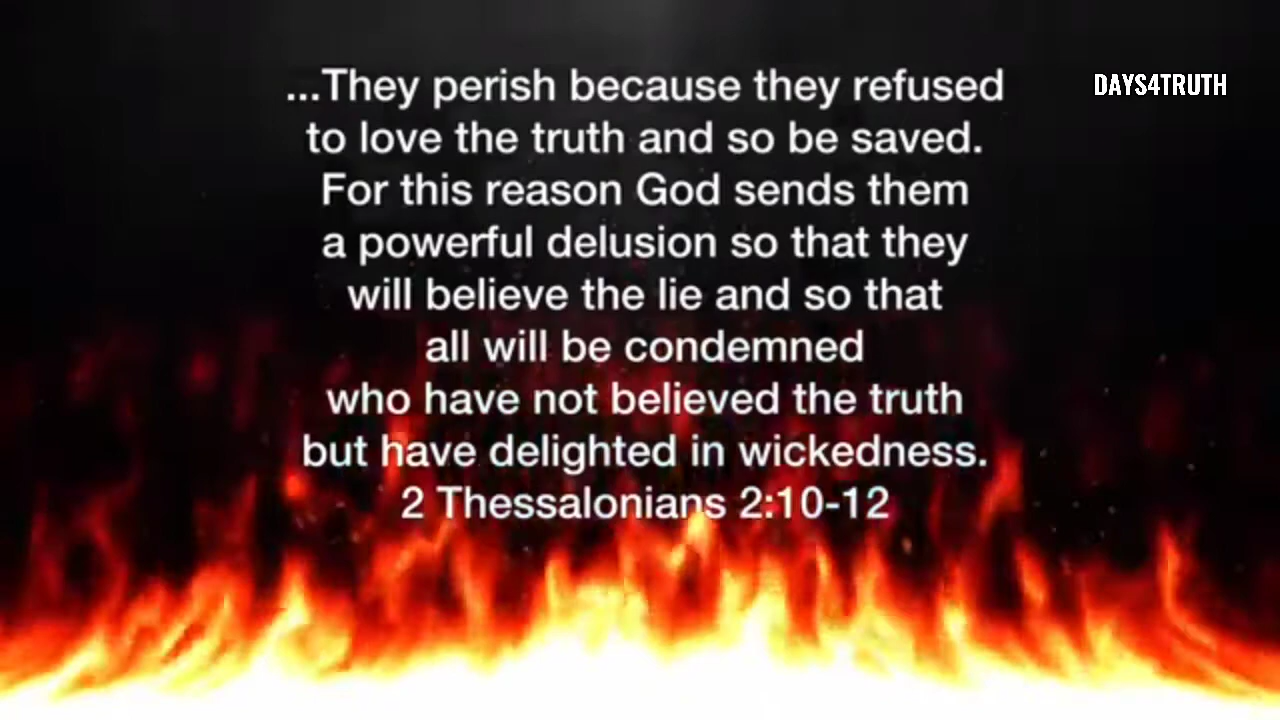 ...They perish because they refused
DAYS4TRUTH
to love the truth and so be saved.
For this reason God sends them
a powerful delusion so that they
will believe the lie and so that
all will be condemned
who have not believed the truth
but have delighted in wickedness.
2 Thessalonians 2:10-12